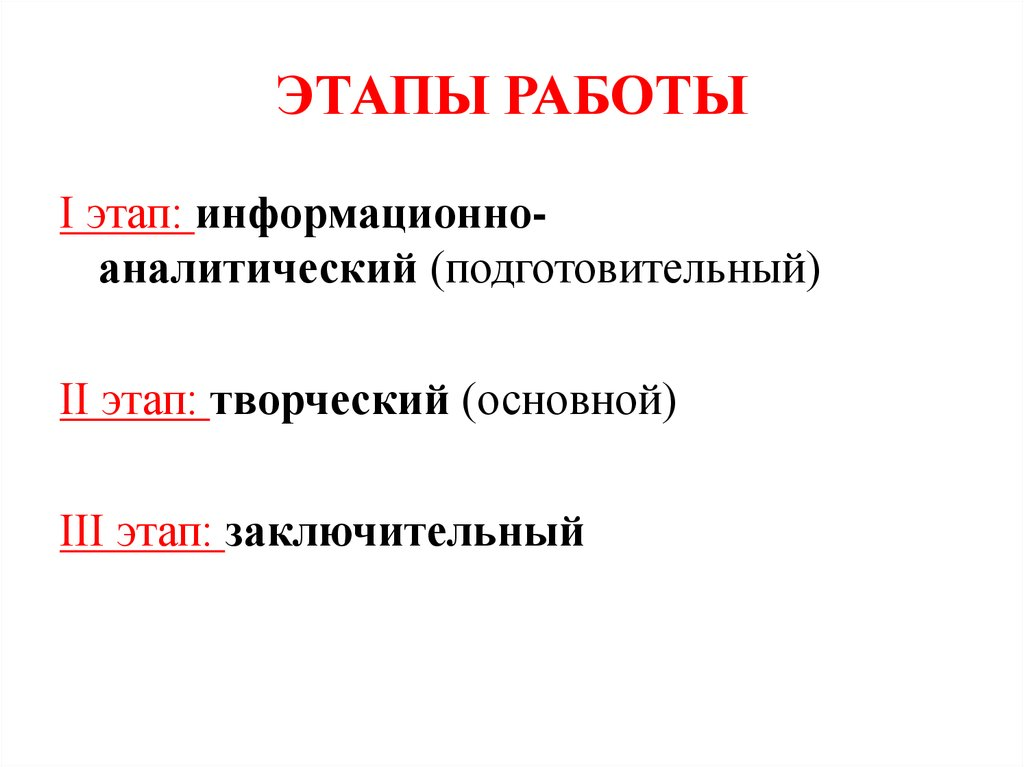 ЭТАПЫ РАБОТЫ
I этап: информационно-
аналитический (подготовительный)
II этап: творческий (основной)
III этап: заключительный